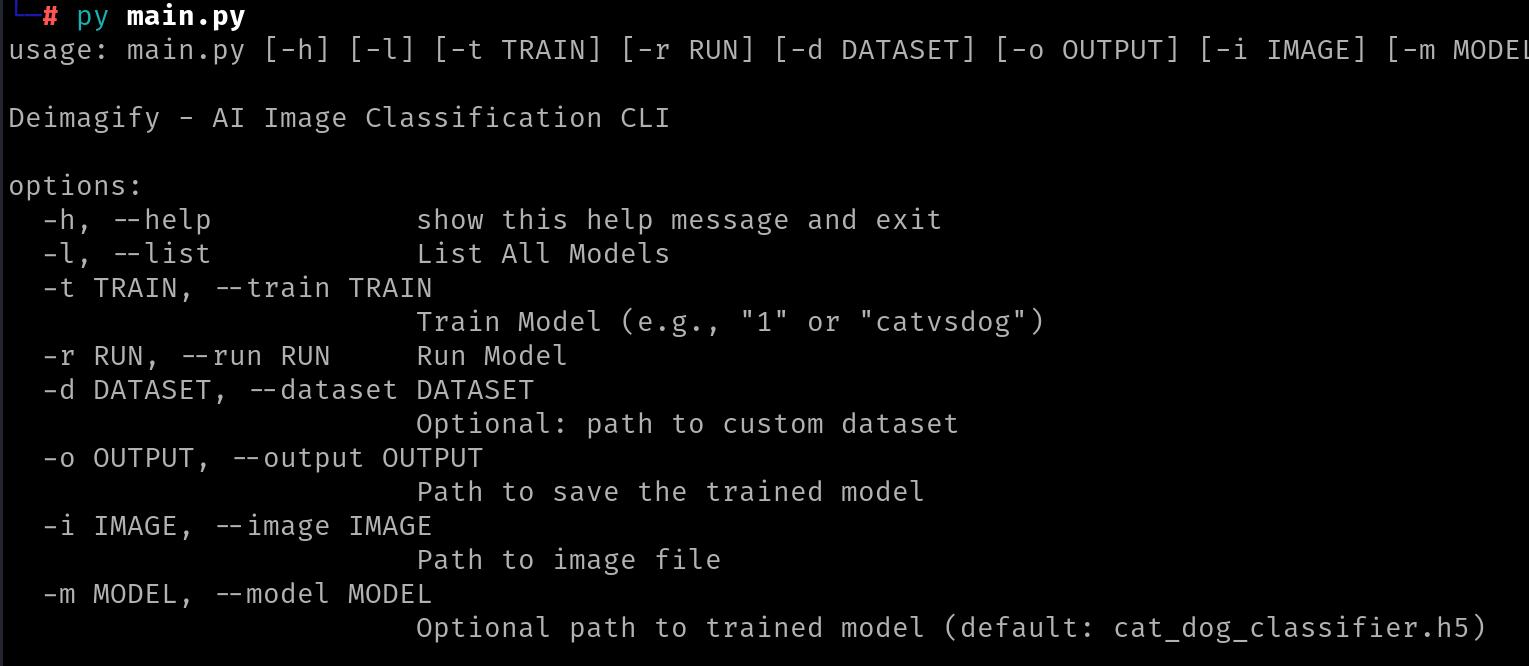 └─# py main.py
usage: main.py [-h] [-l] [-t TRAIN] [-r RUN] [-d DATASET] [-o OUTPUT] [-i IMAGE] [-m MODEL
Deimagify - AI Image Classification CLI
options:
  -h, --help            show this help message and exit
  -l, --list            List All Models
  -t TRAIN, --train TRAIN
                        Train Model (e.g., "1" or "catvsdog")
  -r RUN, --run RUN     Run Model
  -d DATASET, --dataset DATASET
                        Optional: path to custom dataset
  -o OUTPUT, --output OUTPUT
                        Path to save the trained model
  -i IMAGE, --image IMAGE
                        Path to image file
  -m MODEL, --model MODEL
                        Optional path to trained model (default: cat_dog_classifier.h5)